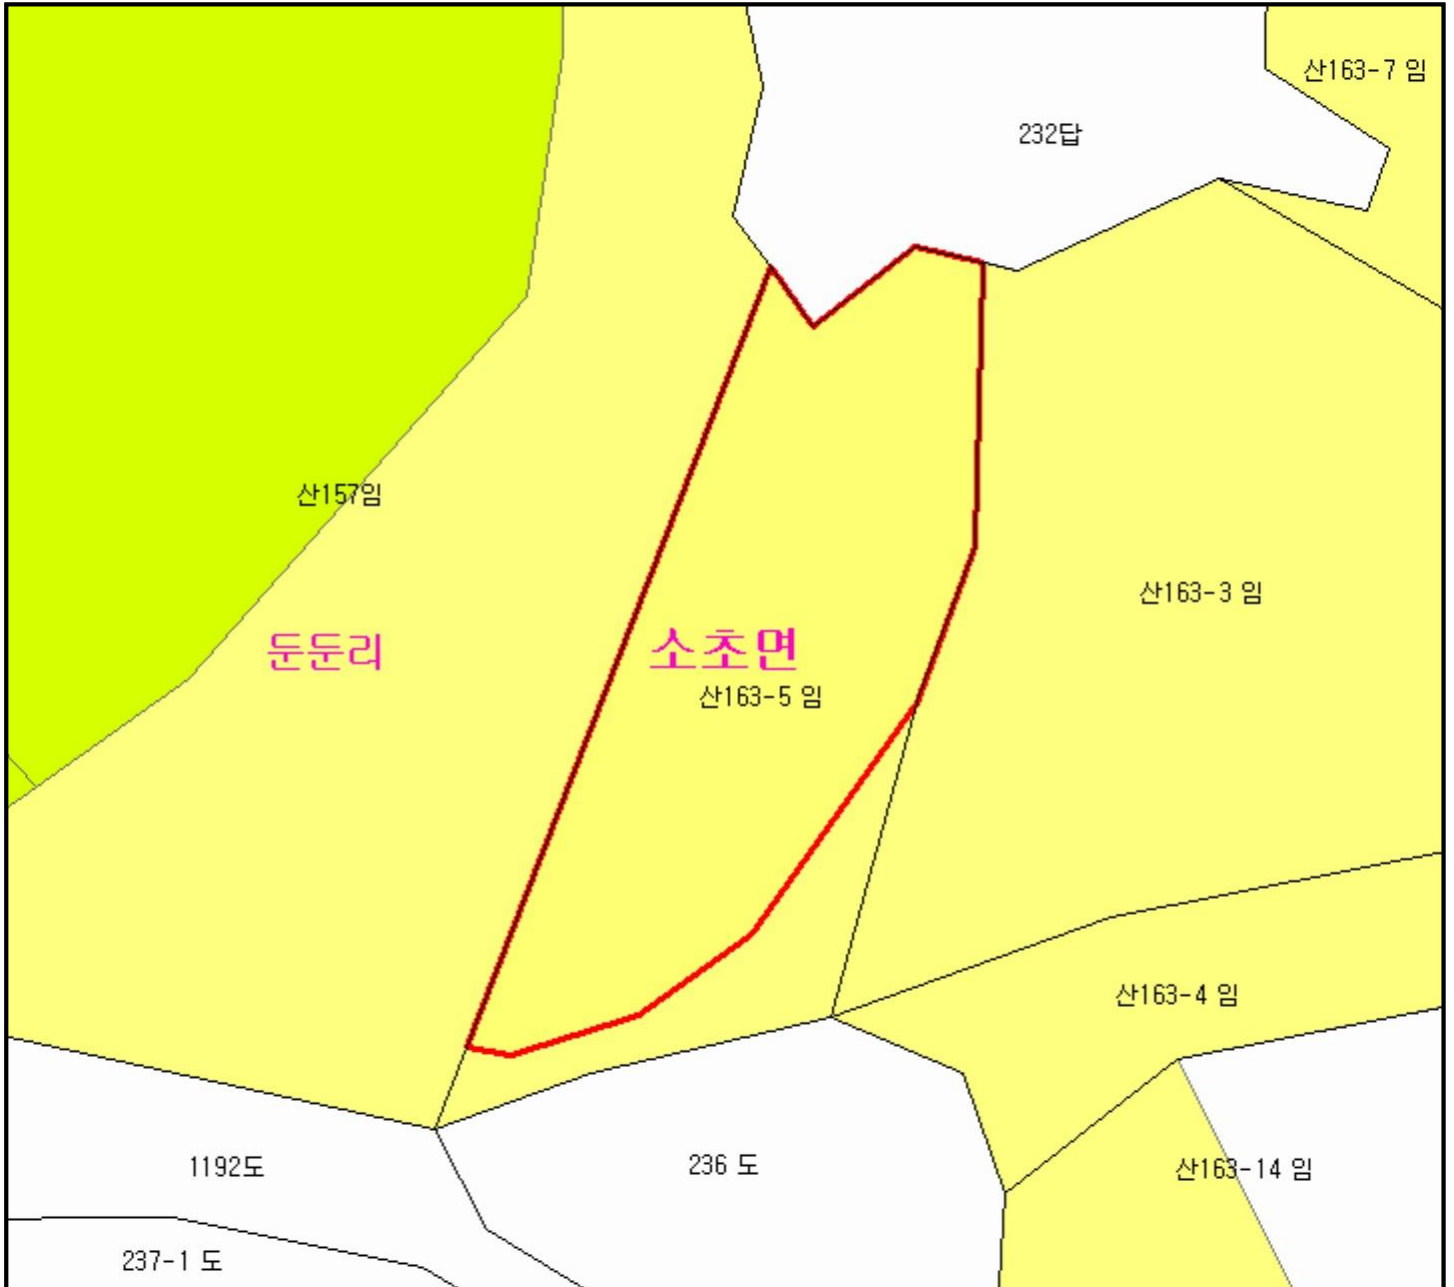 산163-7 임
232답
산157임
산163-3 임
둔둔리
소초면
산163-5 임
산163-4 임
1192도
236 도
산163-14 임
237-1 도